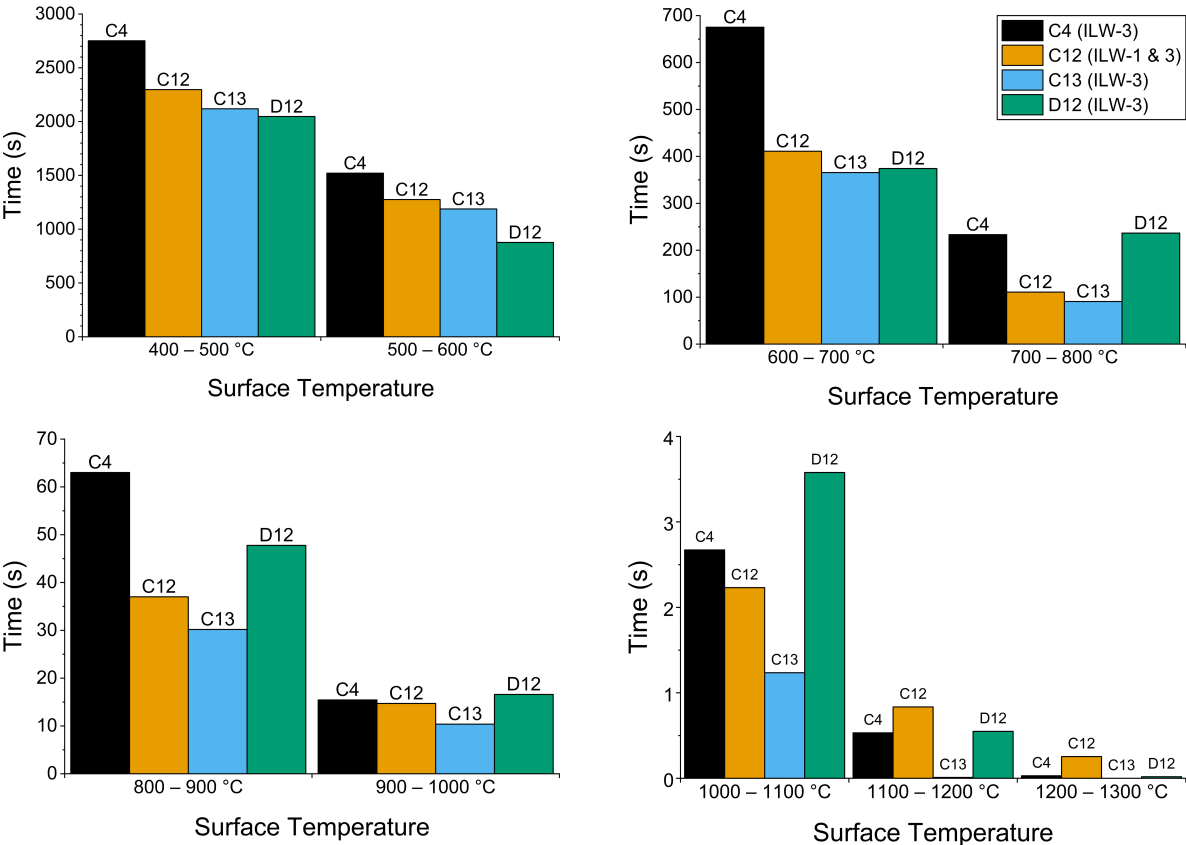 3000
2500
2000
1500
1000
500
0
Time (s)
C4
C12
C13
D12
C4
C12
C13
D12
400 – 500 °C
500 – 600 °C
Surface Temperature
700
600
500
400
300
200
100
0
Time (s)
C4
C12
C13
D12
C4
C12
C13
D12
600 – 700 °C
700 – 800 °C
Surface Temperature
C4 (ILW-3)
C12 (ILW-1 & 3)
C13 (ILW-3)
D12 (ILW-3)
70
60
50
40
30
20
10
0
Time (s)
C4
C12
C13
D12
C4
C12
C13
D12
800 – 900 °C
900 – 1000 °C
Surface Temperature
4
3
2
1
0
Time (s)
C4
C12
C13
D12
C4
C12
C13
D12
C4
C12
C13
D12
1000 – 1100 °C
1100 – 1200 °C
1200 – 1300 °C
Surface Temperature